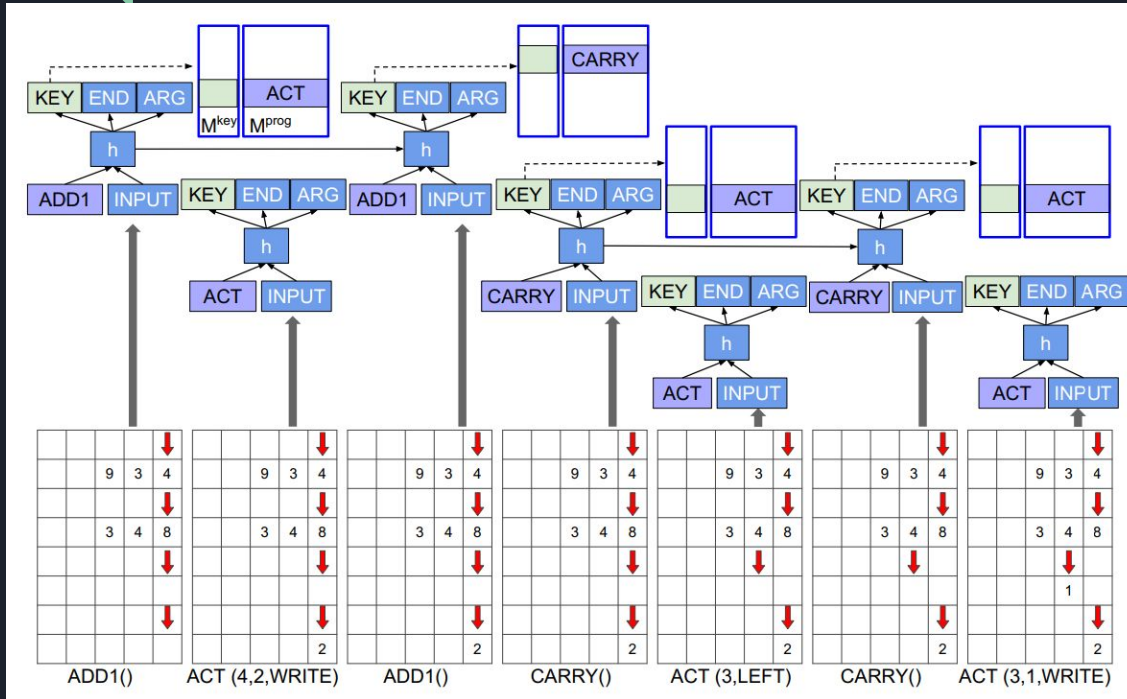 CARRY
ACT
KEY END ARG
M^key M^prog
KEY END ARG
h
h
ADD1 INPUT
KEY END ARG
ADD1 INPUT
KEY END ARG
ACT
KEY END ARG
ACT
h
h
h
ACT INPUT
CARRY INPUT
KEY END ARG
CARRY INPUT
KEY END ARG
h
h
ACT INPUT
ACT INPUT
9 3 4 9 3 4 9 3 4 9 3 4 9 3 4 9 3 4 9 3 4
3 4 8 3 4 8 3 4 8 3 4 8 3 4 8 3 4 8 3 4 8
1
2 2 2 2 2 2
ADD1() ACT (4,2,WRITE) ADD1() CARRY() ACT (3,LEFT) CARRY() ACT (3,1,WRITE)